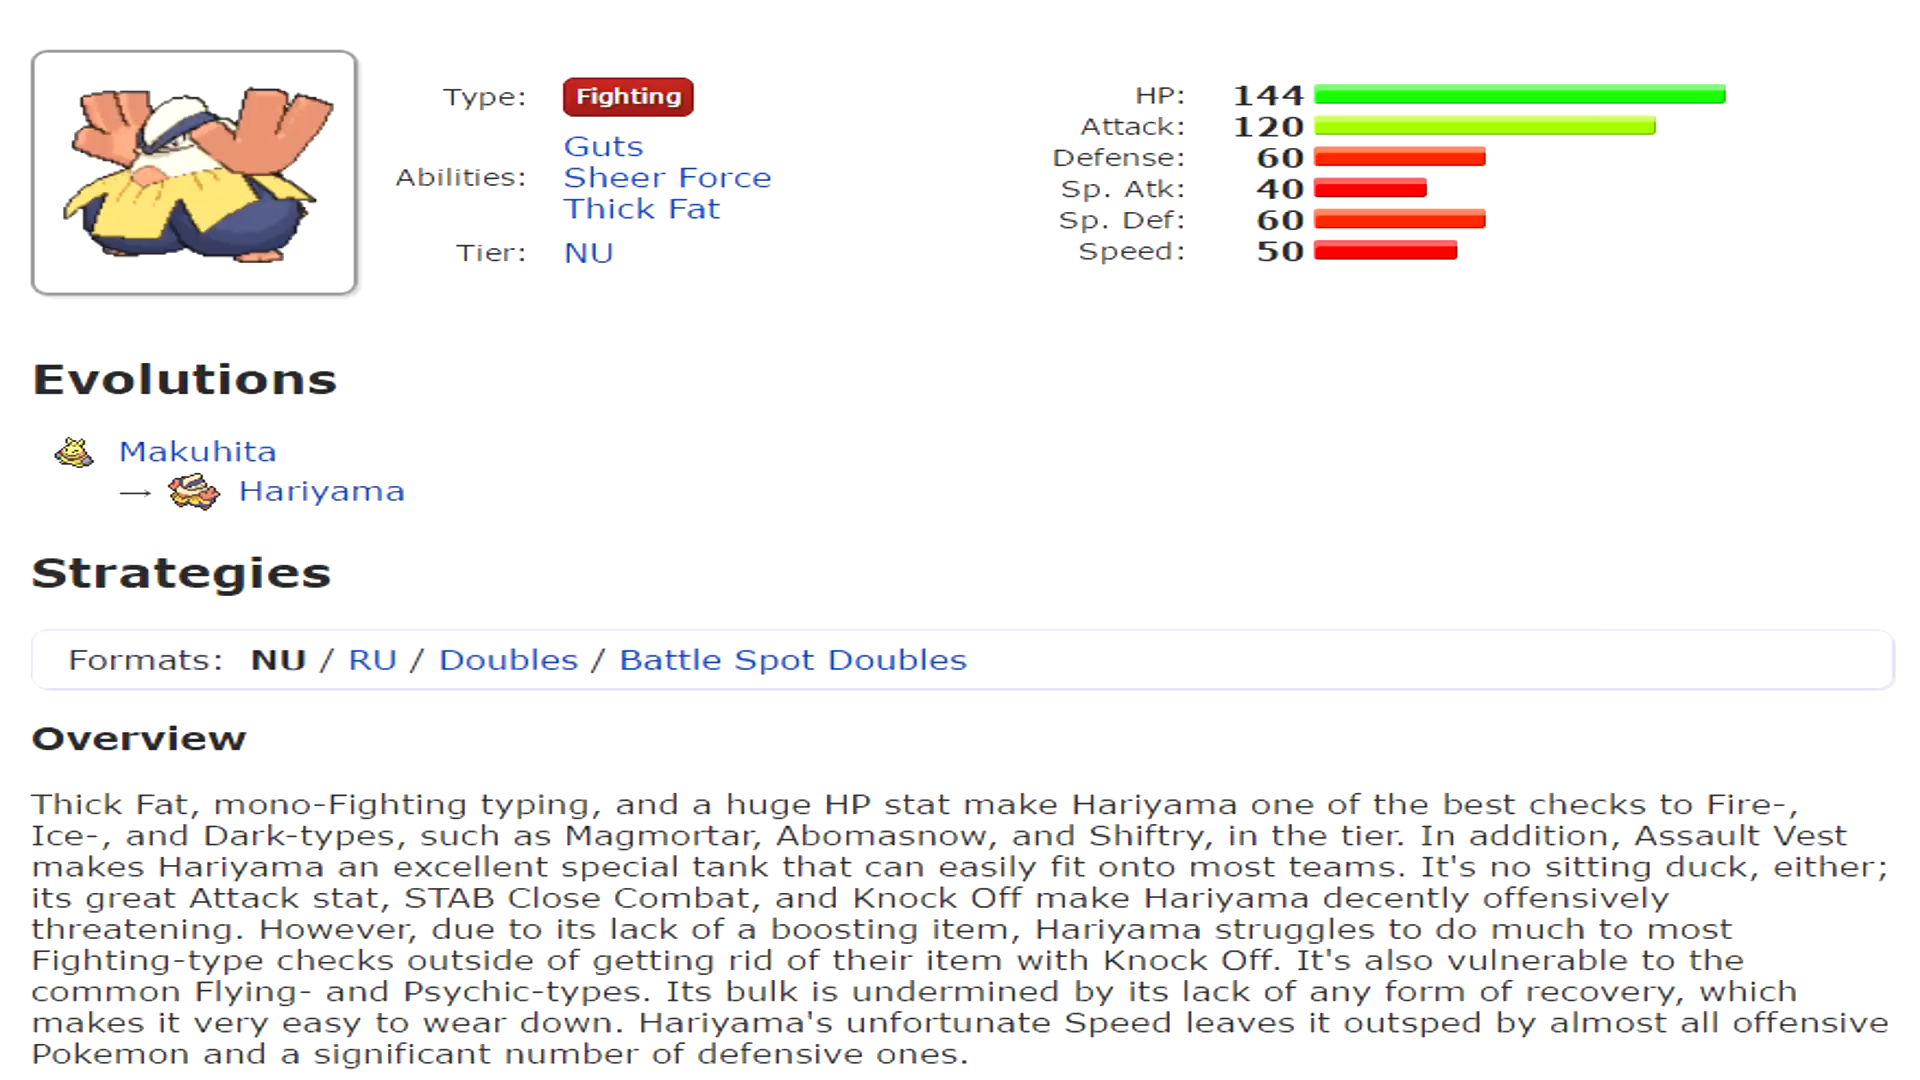 Type: Fighting
Abilities: Guts
Sheer Force
Thick Fat
Tier: NU
HP: 144
Attack: 120
Defense: 60
Sp. Atk: 40
Sp. Def: 60
Speed: 50
Evolutions
Makuhita
→ Hariyama
Strategies
Formats: NU / RU / Doubles / Battle Spot Doubles
Overview
Thick Fat, mono-Fighting typing, and a huge HP stat make Hariyama one of the best checks to Fire-,
Ice-, and Dark-types, such as Magmortar, Abomasnow, and Shiftry, in the tier. In addition, Assault Vest
makes Hariyama an excellent special tank that can easily fit onto most teams. It's no sitting duck, either;
its great Attack stat, STAB Close Combat, and Knock Off make Hariyama decently offensively
threatening. However, due to its lack of a boosting item, Hariyama struggles to do much to most
Fighting-type checks outside of getting rid of their item with Knock Off. It's also vulnerable to the
common Flying- and Psychic-types. Its bulk is undermined by its lack of any form of recovery, which
makes it very easy to wear down. Hariyama's unfortunate Speed leaves it outsped by almost all offensive
Pokemon and a significant number of defensive ones.